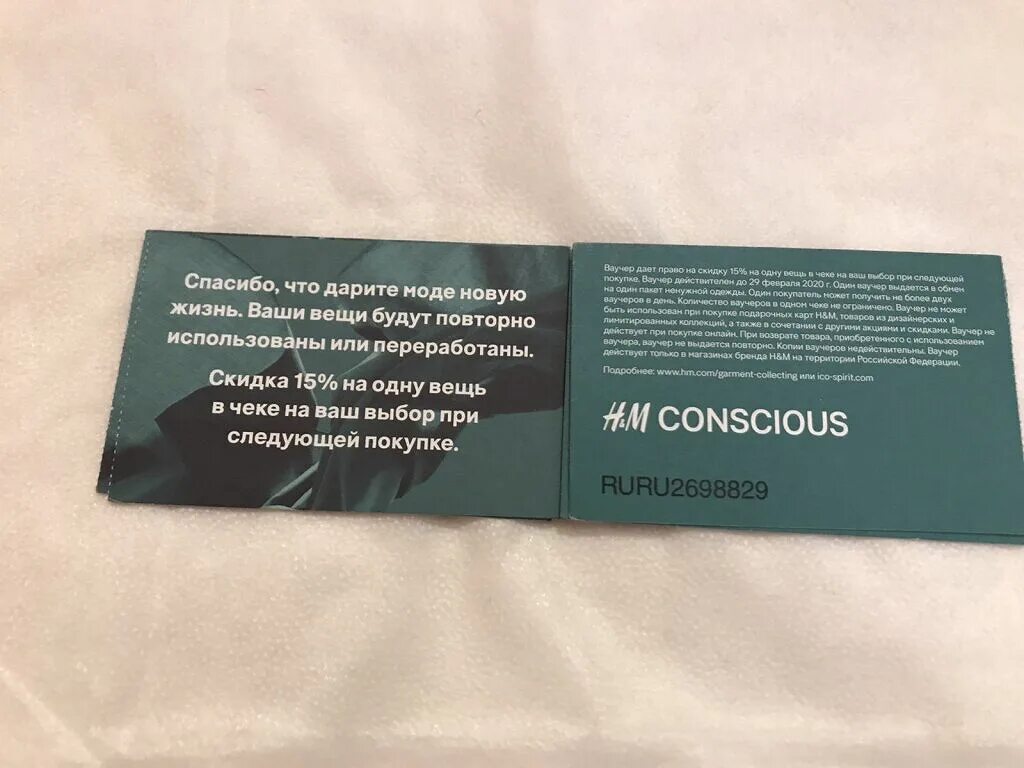 Спасибо, что дарите моде новую
жизнь. Ваши вещи будут повторно
использованы или переработаны.
Скидка 15% на одну вещь
в чеке на ваш выбор при
следующей покупке.
Ваучер дает право на скидку 15% на одну вещь в чеке на ваш выбор при следующей
покупке. Ваучер действителен до 29 февраля 2020 г. Один ваучер выдается в обмен
на один пакет ненужной одежды. Один покупатель может получить не более двух
ваучеров в день. Количество ваучеров в одном чеке не ограничено. Ваучер не может
быть использован при покупке подарочных карт H&M, товаров из дизайнерских и
лимитированных коллекций, а также в сочетании с другими акциями и скидками. Ваучер не
действует при покупке онлайн. При возврате товара, приобретенного с использованием
ваучера, ваучер не выдается повторно. Копии ваучеров недействительны. Ваучер
действует только в магазинах бренда H&M на территории Российской Федерации.
Подробнее: www.hm.com/garment-collecting или ico-spirit.com
H&M CONSCIOUS
RURU2698829